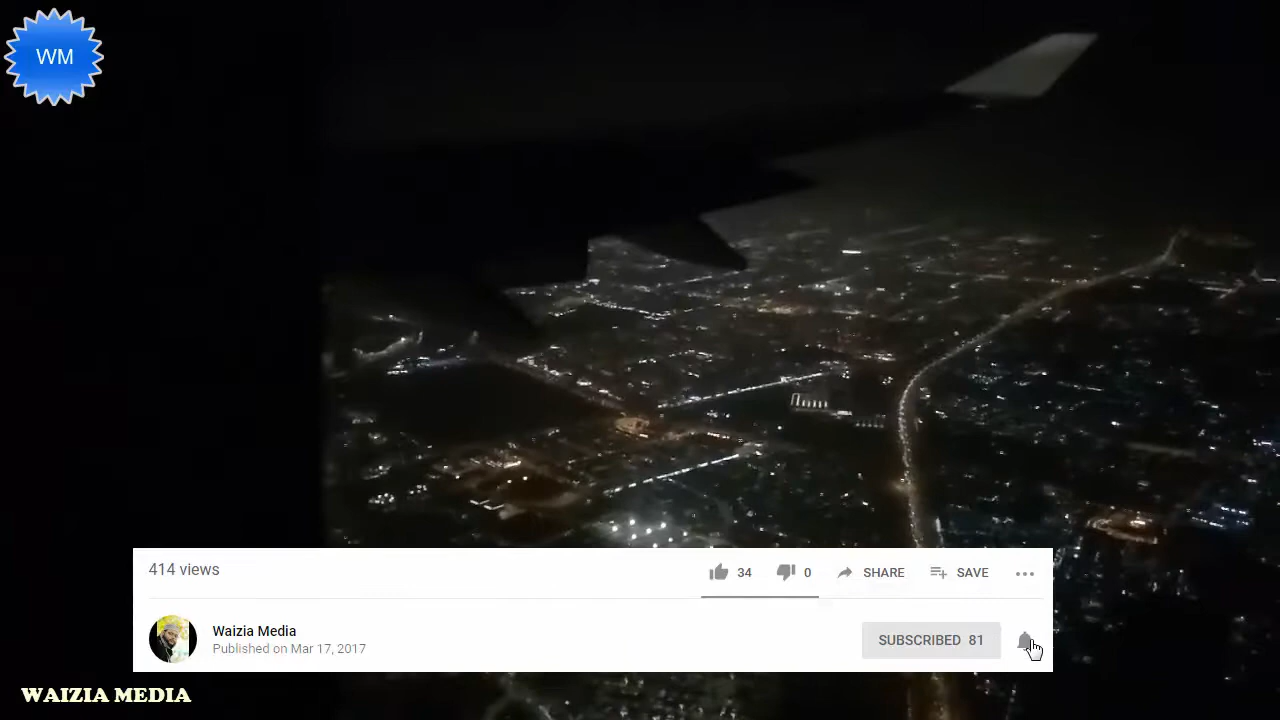 WM
414 views
34
0
SHARE
SAVE
Waizia Media
Published on Mar 17, 2017
SUBSCRIBED 81
WAIZIA MEDIA